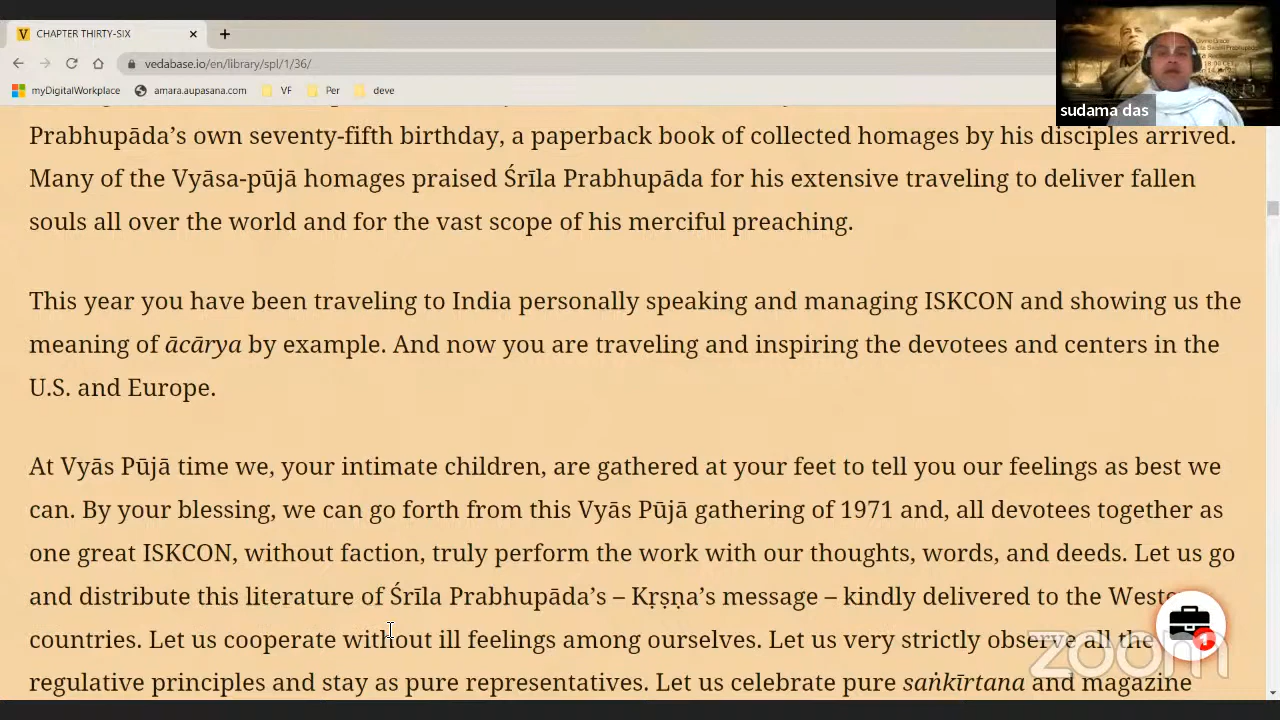 CHAPTER THIRTY-SIX
vedabase.io/en/library/spl/1/36/
myDigitalWorkplace amara.aupasana.com VF Per deve
sudama das
Prabhupāda’s own seventy-fifth birthday, a paperback book of collected homages by his disciples arrived.
Many of the Vyāsa-pūjā homages praised Śrīla Prabhupāda for his extensive traveling to deliver fallen
souls all over the world and for the vast scope of his merciful preaching.
This year you have been traveling to India personally speaking and managing ISKCON and showing us the
meaning of ācārya by example. And now you are traveling and inspiring the devotees and centers in the
U.S. and Europe.
At Vyās Pūjā time we, your intimate children, are gathered at your feet to tell you our feelings as best we
can. By your blessing, we can go forth from this Vyās Pūjā gathering of 1971 and, all devotees together as
one great ISKCON, without faction, truly perform the work with our thoughts, words, and deeds. Let us go
and distribute this literature of Śrīla Prabhupāda’s – Kṛṣṇa’s message – kindly delivered to the
countries. Let us cooperate without ill feelings among ourselves. Let us very strictly observe all the
1
regulative principles and stay as pure representatives. Let us celebrate pure saṅkīrtana and magazine
zoom